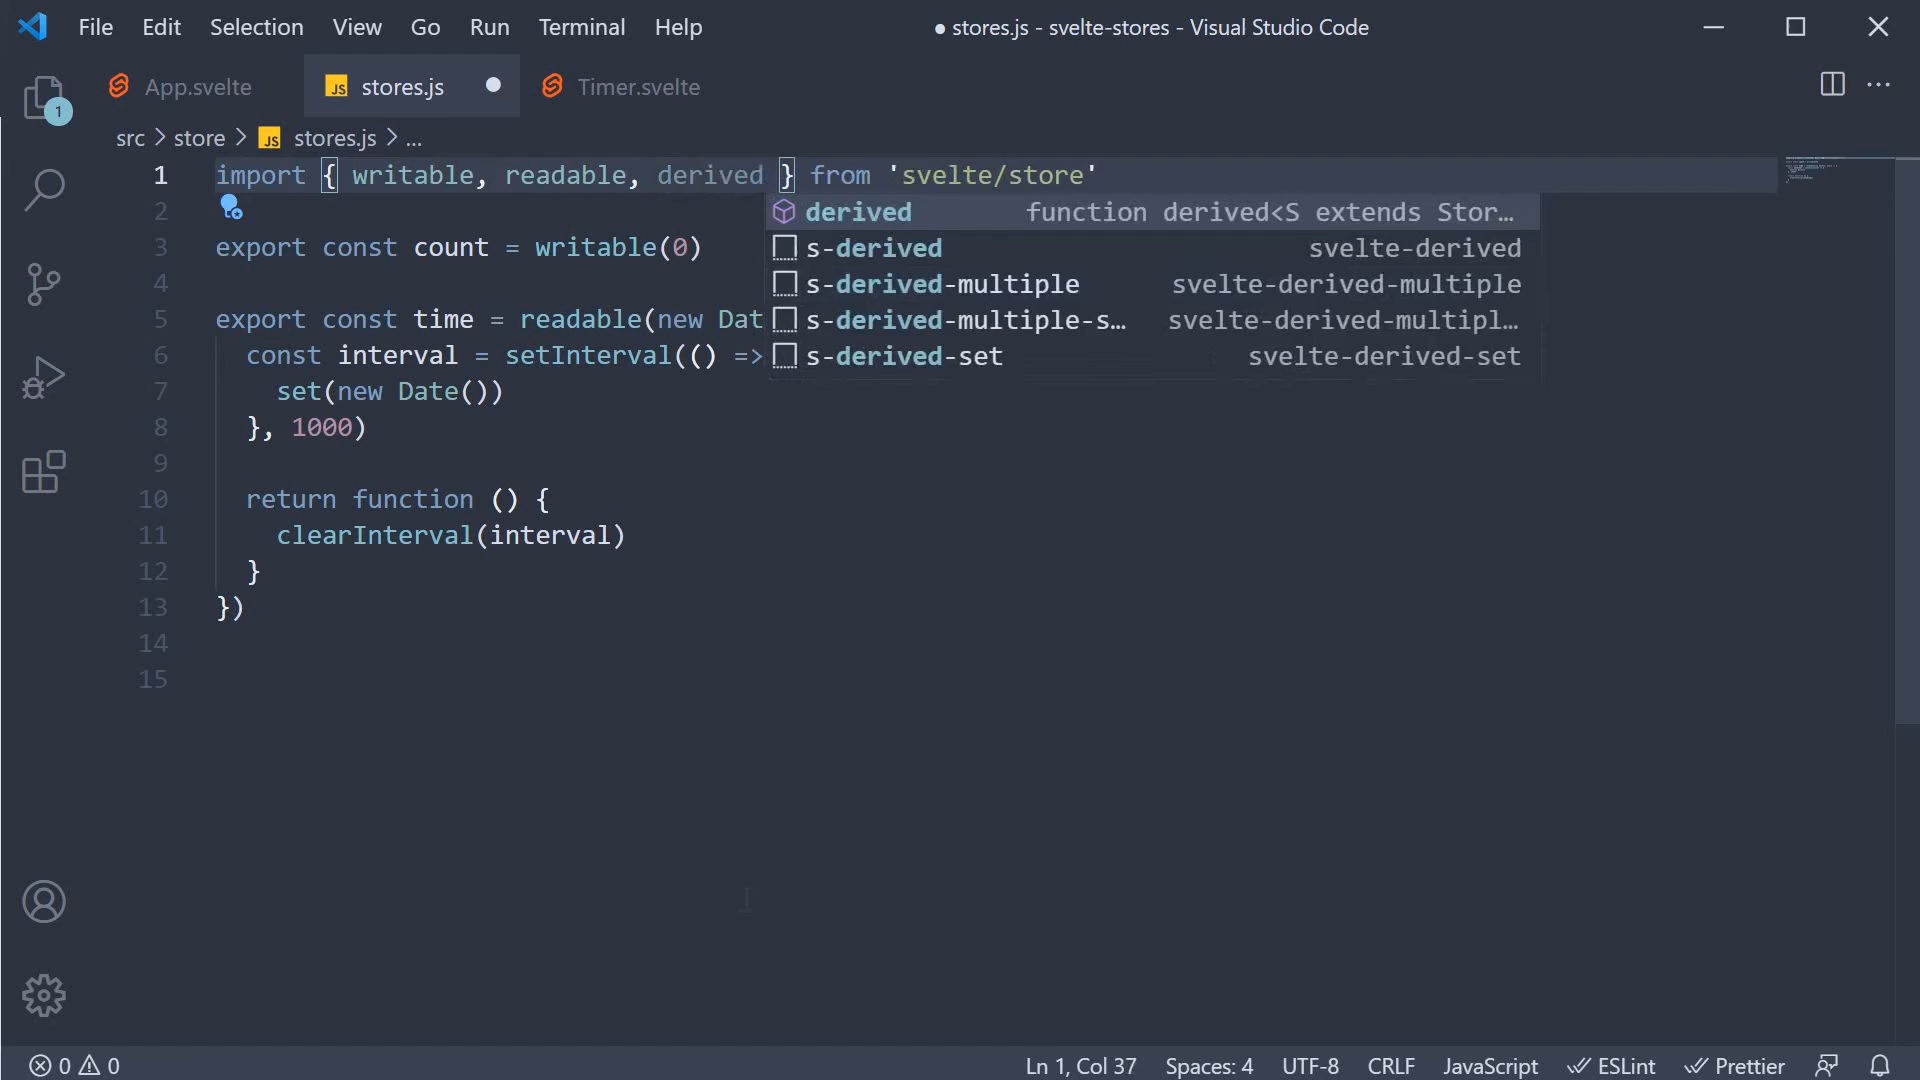 File Edit Selection View Go Run Terminal Help ● stores.js - svelte-stores - Visual Studio Code
App.svelte JS stores.js Timer.svelte
1
src > store > JS stores.js > ...
1 import { writable, readable, derived } from 'svelte/store'
derived function derived<S extends Stor...
2
s-derived svelte-derived
3 export const count = writable(0)
s-derived-multiple svelte-derived-multiple
4
s-derived-multiple-s... svelte-derived-multipl...
5 export const time = readable(new Dat
s-derived-set svelte-derived-set
6 const interval = setInterval(() =>
7 set(new Date())
8 }, 1000)
9
10 return function () {
11 clearInterval(interval)
12 }
13 })
14
15
0 0 Ln 1, Col 37 Spaces: 4 UTF-8 CRLF JavaScript ESLint Prettier